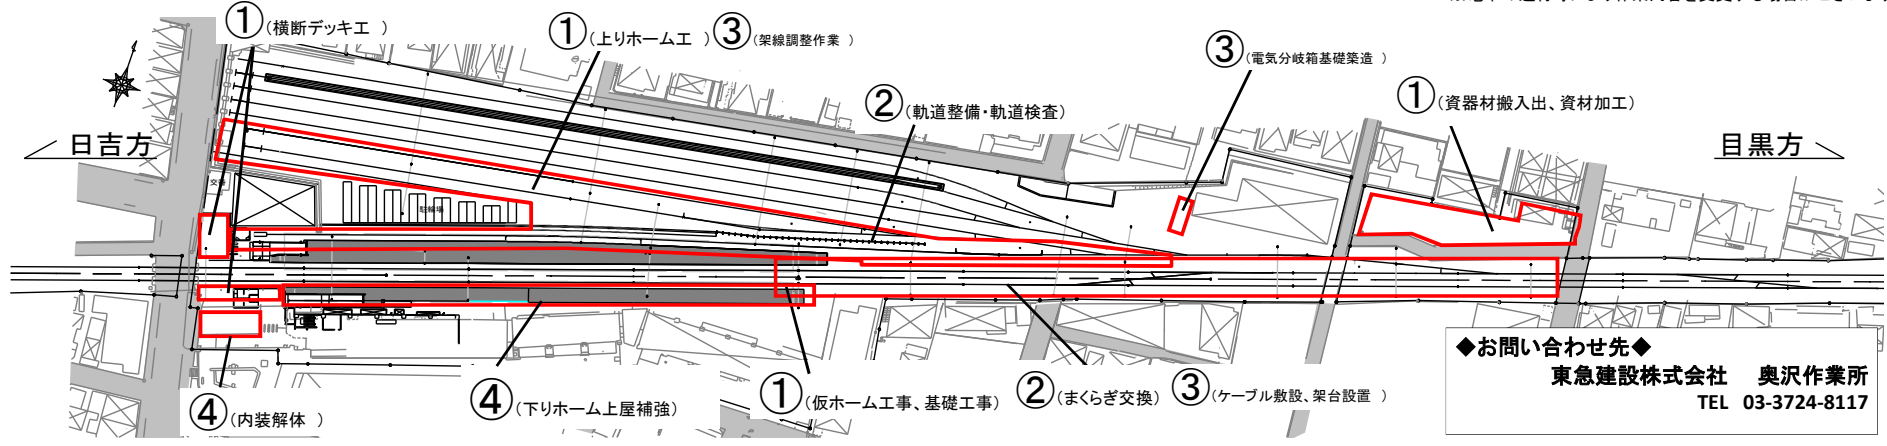 ①(横断デッキ工 )
①(上りホーム工 )③(架線調整作業 )
③(電気分岐箱基礎築造 )
①(資器材搬入出、資材加工)
②(軌道整備・軌道検査)
日吉方
目黒方
交番
駐輪場
④(内装解体 )
④(下りホーム上屋補強)
①(仮ホーム工事、基礎工事)
②(まくらぎ交換) ③(ケーブル敷設、架台設置 )
◆お問い合わせ先◆
東急建設株式会社 奥沢作業所
TEL 03-3724-8117